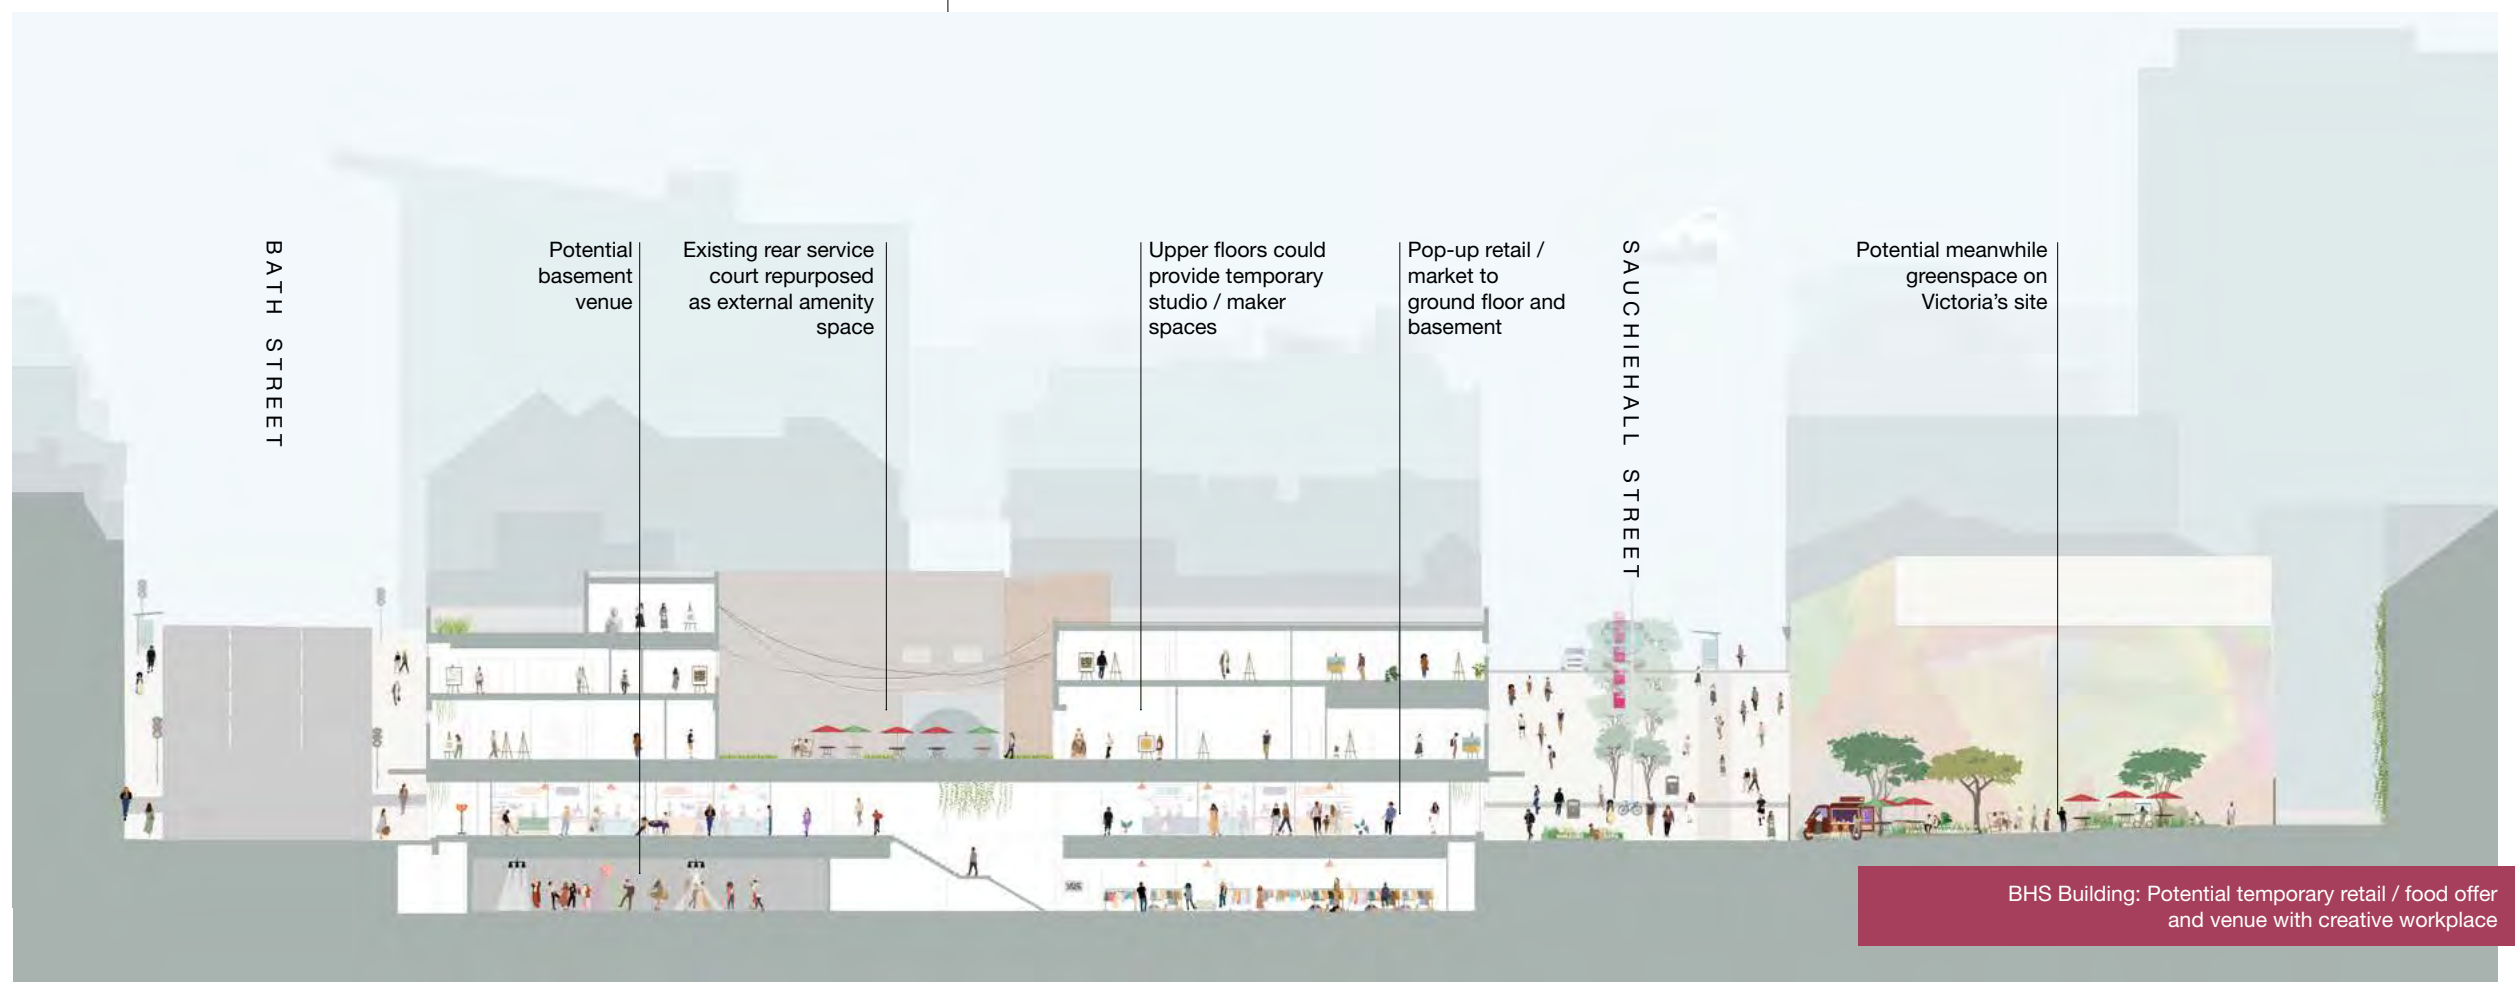 BATH STREET
Potential
basement
venue
Existing rear service
court repurposed
as external amenity
space
Upper floors could
provide temporary
studio / maker
spaces
Pop-up retail /
market to
ground floor and
basement
SAUCHIEHALL STREET
Potential meanwhile
greenspace on
Victoria’s site
BHS Building: Potential temporary retail / food offer
and venue with creative workplace